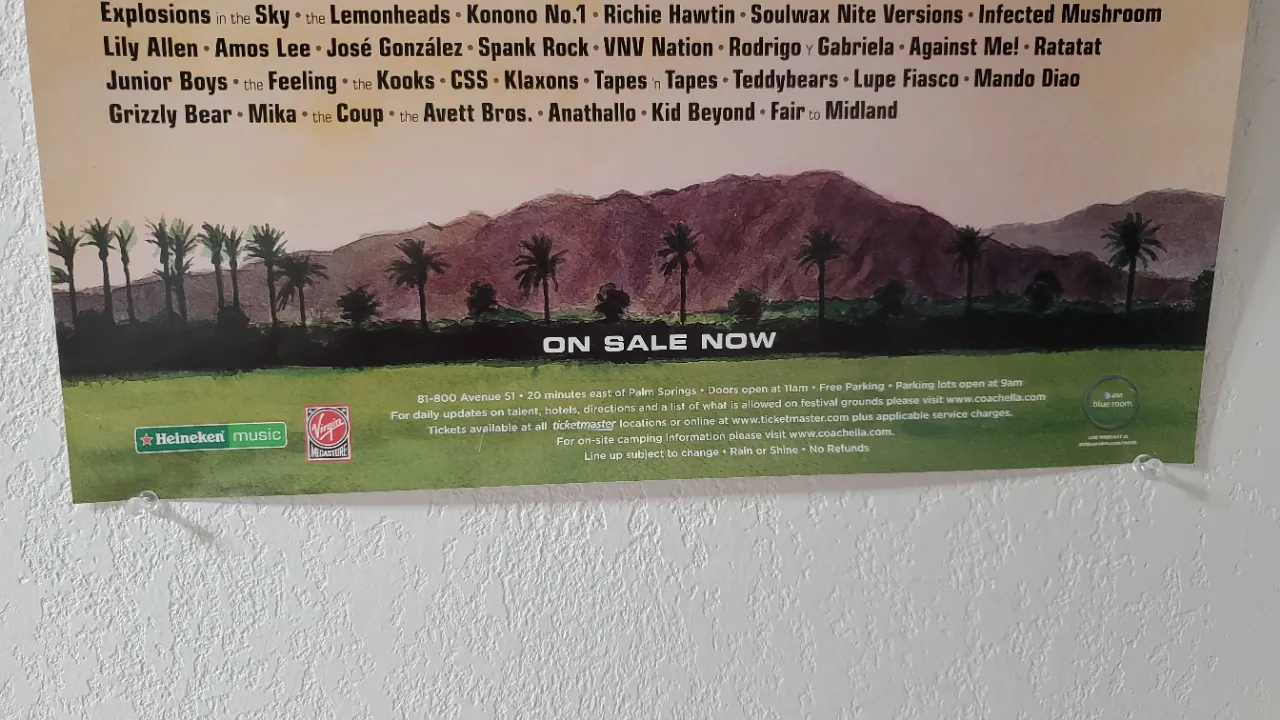 Explosions in the Sky • the Lemonheads • Konono No.1 • Richie Hawtin • Soulwax Nite Versions • Infected Mushroom
Lily Allen • Amos Lee • José González • Spank Rock • VNV Nation • Rodrigo y Gabriela • Against Me! • Ratatat
Junior Boys • the Feeling • the Kooks • CSS • Klaxons • Tapes 'n Tapes • Teddybears • Lupe Fiasco • Mando Diao
Grizzly Bear • Mika • the Coup • the Avett Bros. • Anathallo • Kid Beyond • Fair to Midland
ON SALE NOW
81-800 Avenue 51 • 20 minutes east of Palm Springs • Doors open at 11am • Free Parking • Parking lots open at 9am
For daily updates on talent, hotels, directions and a list of what is allowed on festival grounds please visit www.coachella.com
Tickets available at all ticketmaster locations or online at www.ticketmaster.com plus applicable service charges.
For on-site camping information please visit www.coachella.com.
Line up subject to change • Rain or Shine • No Refunds
Heineken music
Virgin
MEGASTORE
at&t
blue room
LIVE WEBCAST at